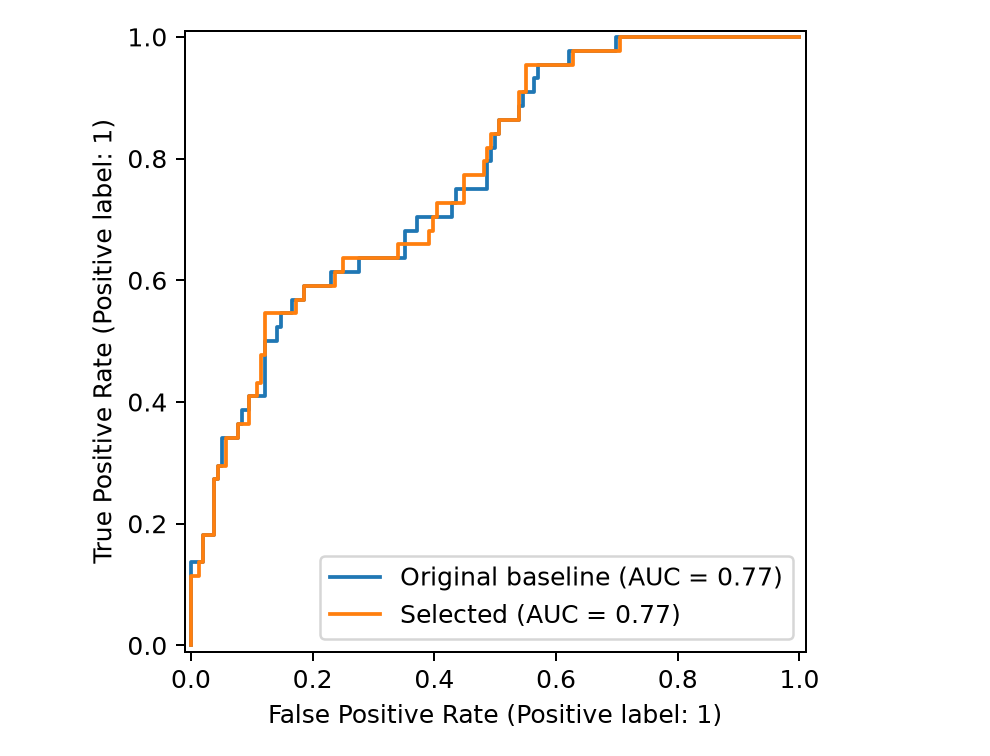 1.0
0.8
0.6
0.4
0.2
0.0
True Positive Rate (Positive label: 1)
Original baseline (AUC = 0.77)
Selected (AUC = 0.77)
0.0 0.2 0.4 0.6 0.8 1.0
False Positive Rate (Positive label: 1)